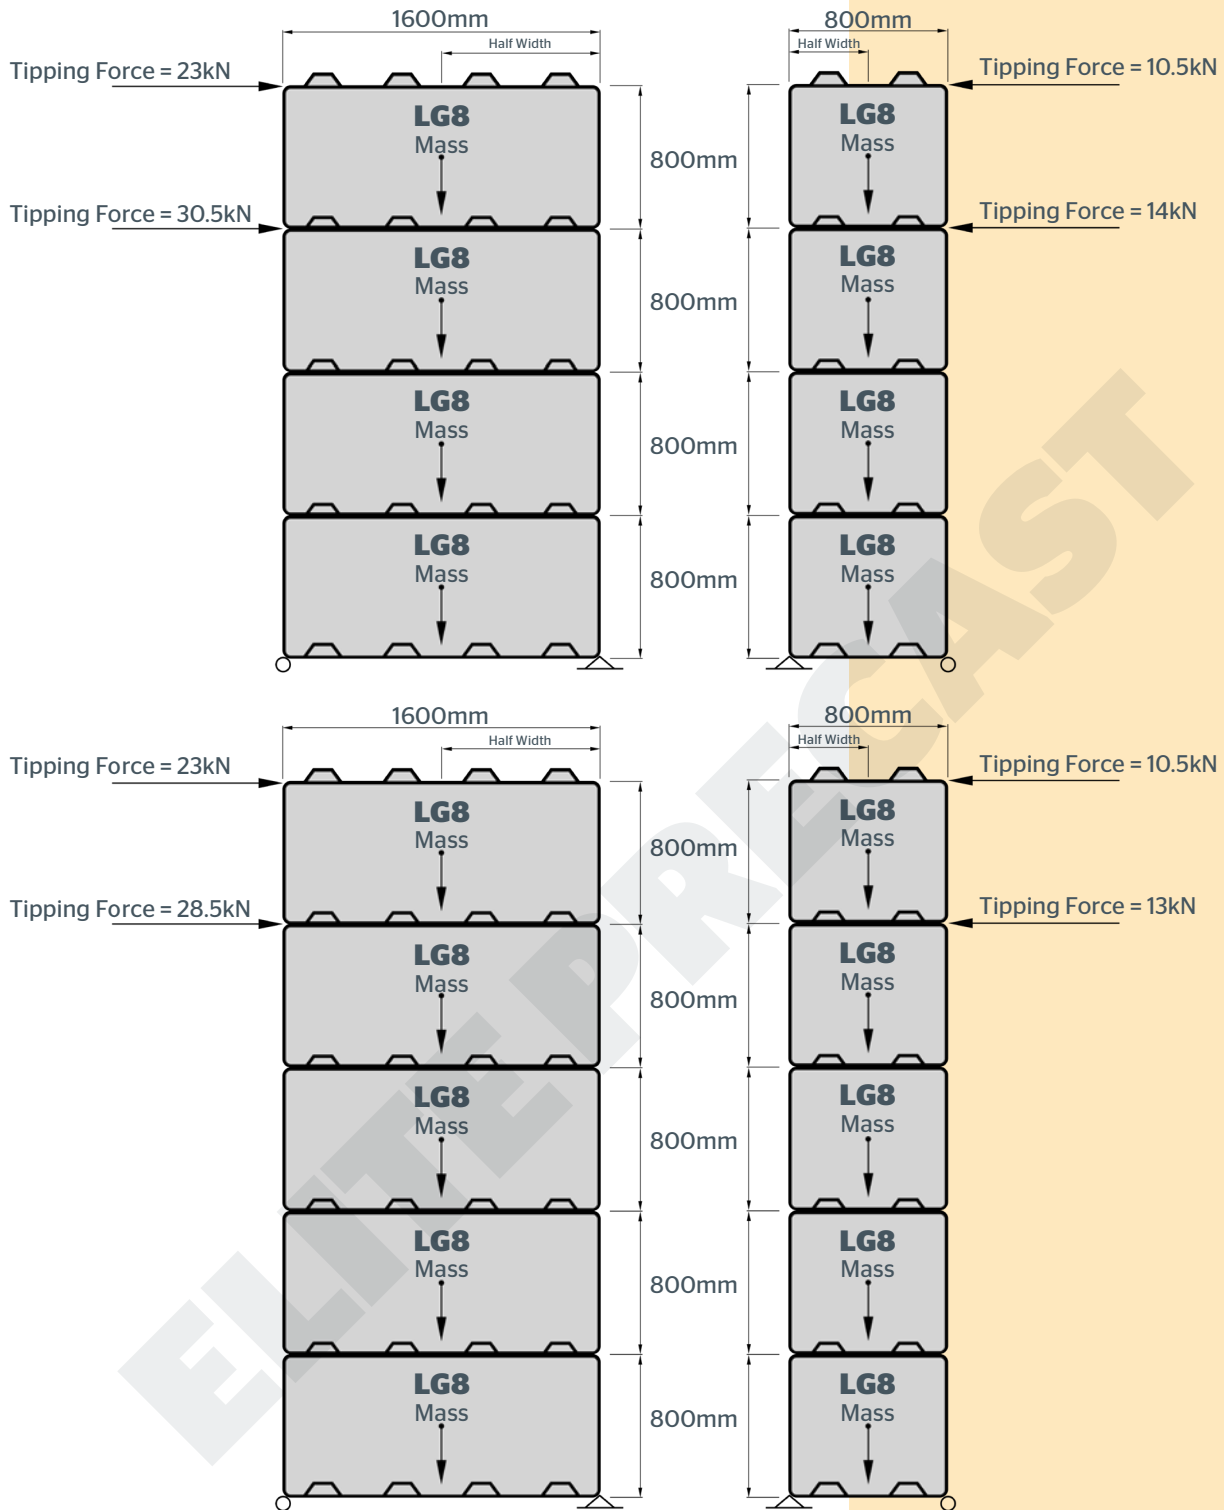 1600mm
800mm
Half Width
Half Width
Tipping Force = 23kN
Tipping Force = 10.5kN
LG8
Mass
800mm
LG8
Mass
Tipping Force = 30.5kN
Tipping Force = 14kN
LG8
Mass
800mm
LG8
Mass
LG8
Mass
800mm
LG8
Mass
LG8
Mass
800mm
LG8
Mass
1600mm
800mm
Half Width
Half Width
Tipping Force = 23kN
Tipping Force = 10.5kN
LG8
Mass
800mm
LG8
Mass
Tipping Force = 28.5kN
Tipping Force = 13kN
LG8
Mass
800mm
LG8
Mass
LG8
Mass
800mm
LG8
Mass
LG8
Mass
800mm
LG8
Mass
LG8
Mass
800mm
LG8
Mass
ELITE PRECAST